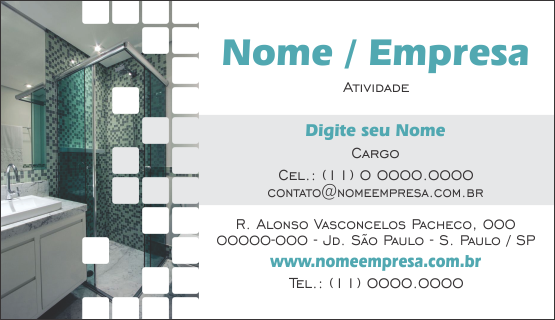 Nome / Empresa
Atividade
Digite seu Nome
Cargo
Cel.: (11) 0 0000.0000
contato@nomeempresa.com.br
R. Alonso Vasconcelos Pacheco, 000
00000-000 - Jd. São Paulo - S. Paulo / SP
www.nomeempresa.com.br
Tel.: (11) 0000.0000